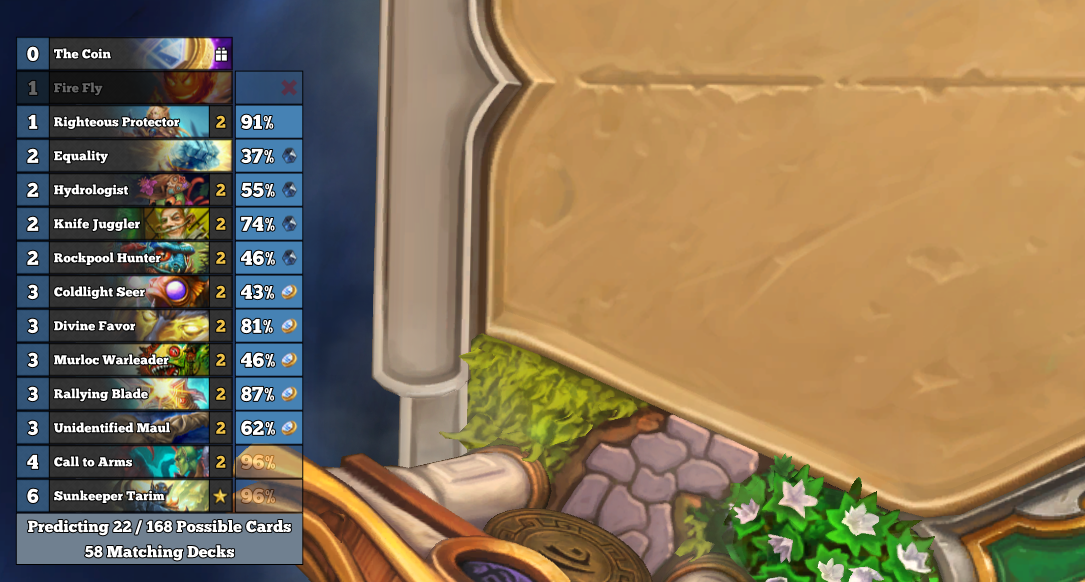 0 The Coin
1 Fire Fly
1 Righteous Protector 2 91%
2 Equality 37%
2 Hydrologist 2 55%
2 Knife Juggler 2 74%
2 Rockpool Hunter 2 46%
3 Coldlight Seer 2 43%
3 Divine Favor 2 81%
3 Murloc Warleader 2 46%
3 Rallying Blade 2 87%
3 Unidentified Maul 2 62%
4 Call to Arms 2 96%
6 Sunkeeper Tarim 96%
Predicting 22 / 168 Possible Cards
58 Matching Decks